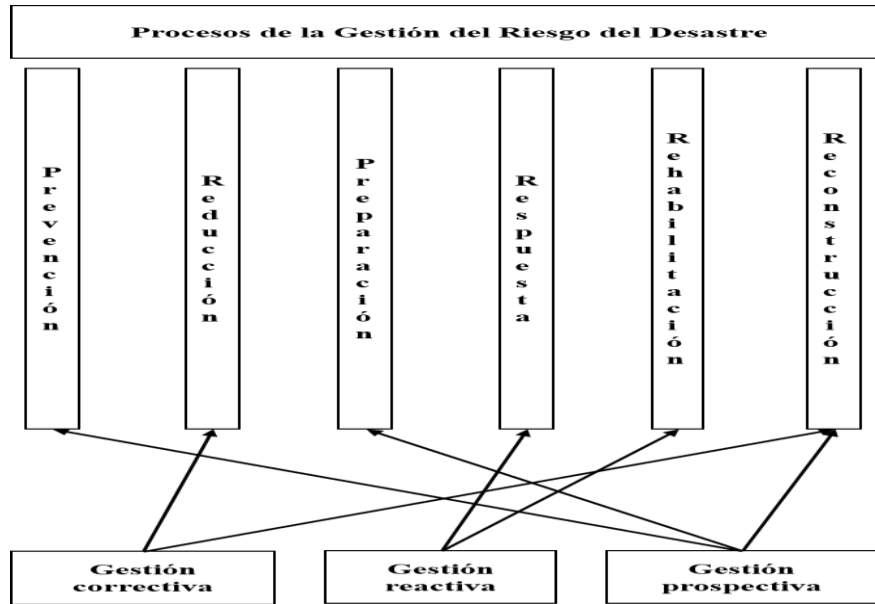 Procesos de la Gestión del Riesgo del Desastre
Prevención
Reducción
Preparación
Respuesta
Rehabilitación
Reconstrucción
Gestión
correctiva
Gestión
reactiva
Gestión
prospectiva